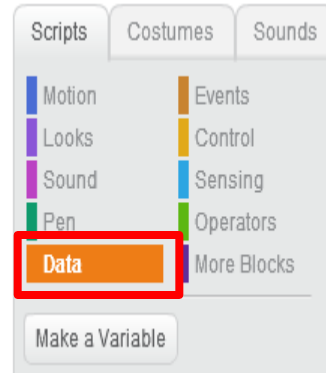 Scripts Costumes Sounds
Motion Events
Looks Control
Sound Sensing
Pen Operators
Data More Blocks
Make a Variable